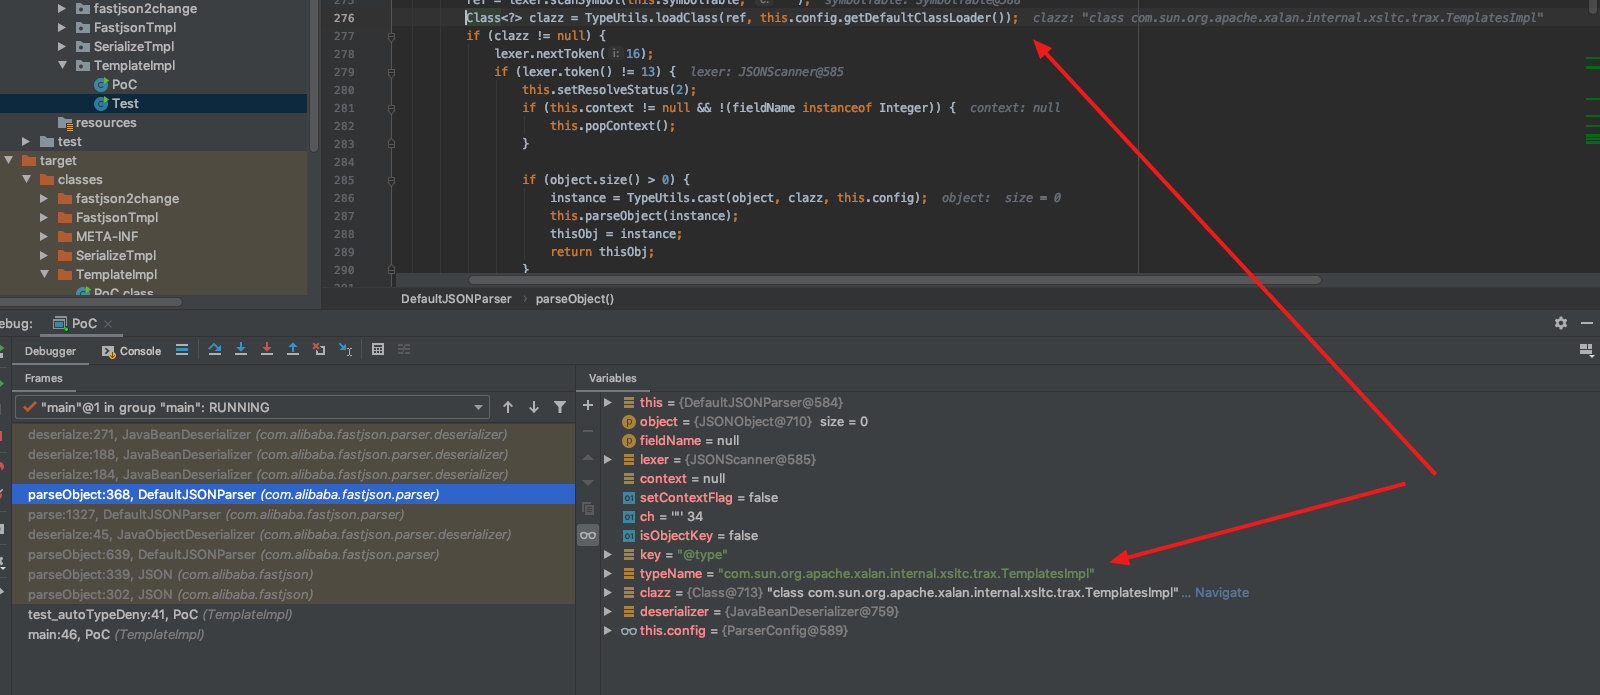 fastjson2change
FastjsonTmpl
SerializeTmpl
TemplateImpl
PoC
Test
resources
test
target
classes
fastjson2change
FastjsonTmpl
META-INF
SerializeTmpl
TemplateImpl
PoC.class
276 Class<?> clazz = TypeUtils.loadClass(ref, this.config.getDefaultClassLoader()); clazz: "class com.sun.org.apache.xalan.internal.xsltc.trax.TemplatesImpl"
277 if (clazz != null) {
278 lexer.nextToken( i: 16);
279 if (lexer.token() != 13) { lexer: JSONScanner@585
280 this.setResolveStatus(2);
281 if (this.context != null && !(fieldName instanceof Integer)) { context: null
282 this.popContext();
283 }
284
285 if (object.size() > 0) {
286 instance = TypeUtils.cast(object, clazz, this.config); object: size = 0
287 this.parseObject(instance);
288 thisObj = instance;
289 return thisObj;
290 }
DefaultJSONParser › parseObject()
ebug: PoC ×
Debugger Console
Frames
"main"@1 in group "main": RUNNING
deserialze:271, JavaBeanDeserializer (com.alibaba.fastjson.parser.deserializer)
deserialze:188, JavaBeanDeserializer (com.alibaba.fastjson.parser.deserializer)
deserialze:184, JavaBeanDeserializer (com.alibaba.fastjson.parser.deserializer)
parseObject:368, DefaultJSONParser (com.alibaba.fastjson.parser)
parse:1327, DefaultJSONParser (com.alibaba.fastjson.parser)
deserialze:45, JavaObjectDeserializer (com.alibaba.fastjson.parser.deserializer)
parseObject:639, DefaultJSONParser (com.alibaba.fastjson.parser)
parseObject:339, JSON (com.alibaba.fastjson)
parseObject:302, JSON (com.alibaba.fastjson)
test_autoTypeDeny:41, PoC (TemplateImpl)
main:46, PoC (TemplateImpl)
Variables
this = {DefaultJSONParser@584}
object = {JSONObject@710} size = 0
fieldName = null
lexer = {JSONScanner@585}
context = null
setContextFlag = false
ch = '"' 34
isObjectKey = false
key = "@type"
typeName = "com.sun.org.apache.xalan.internal.xsltc.trax.TemplatesImpl"
clazz = {Class@713} "class com.sun.org.apache.xalan.internal.xsltc.trax.TemplatesImpl" ... Navigate
deserializer = {JavaBeanDeserializer@759}
this.config = {ParserConfig@589}